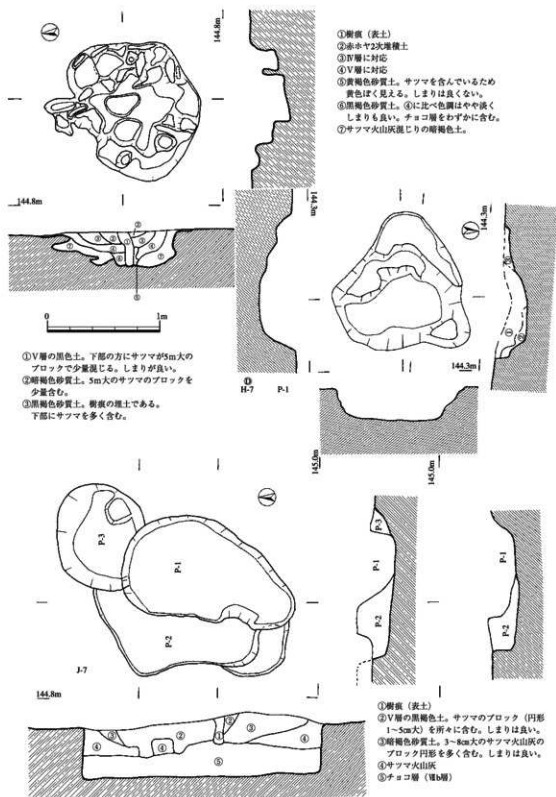 144.8m
①樹痕（表土）
②赤ホヤ2次堆積土
③Ⅳ層に対応
④Ⅴ層に対応
⑤黄褐色砂質土。サツマを含んでいるため
黄色ぽく見える。しまりは良くない。
⑥黒褐色砂質土。④に比べ色調はやや淡く
しまりも良い。チョコ層をわずかに含む。
⑦サツマ火山灰混じりの暗褐色土。
144.8m
144.3m
144.3m
0 1m
①Ⅴ層の黒色土。下部の方にサツマが5m大の
ブロックで少量混じる。しまりが良い。
②暗褐色砂質土。5m大のサツマのブロックを
少量含む。
③黒褐色砂質土。樹痕の埋土である。
下部にサツマを多く含む。
144.3m
H-7 P-1
145.0m
145.0m
P-3
P-1
P-2
P-3
P-1
P-2
P-1
P-2
J-7
144.8m
①樹痕（表土）
②Ⅴ層の黒褐色土。サツマのブロック（円形
1～5cm大）を所々に含む。しまりは良い。
③暗褐色砂質土。3～8cm大のサツマ火山灰の
ブロック円形を多く含む。しまりは良い。
④サツマ火山灰
⑤チョコ層（Ⅷb層）